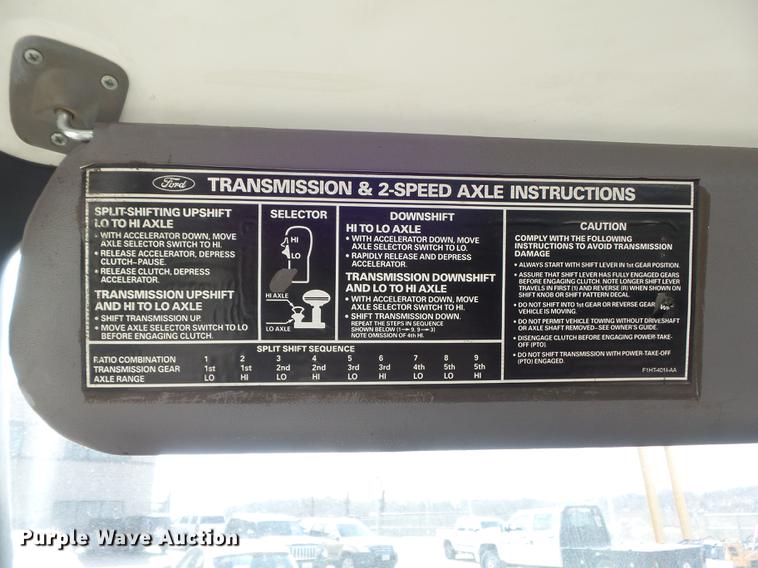 Ford TRANSMISSION & 2-SPEED AXLE INSTRUCTIONS
SPLIT-SHIFTING UPSHIFT
LO TO HI AXLE
• WITH ACCELERATOR DOWN, MOVE
AXLE SELECTOR SWITCH TO HI.
• RELEASE ACCELERATOR, DEPRESS
CLUTCH–PAUSE.
• RELEASE CLUTCH, DEPRESS
ACCELERATOR.
TRANSMISSION UPSHIFT
AND HI TO LO AXLE
• SHIFT TRANSMISSION UP.
• MOVE AXLE SELECTOR SWITCH TO LO
BEFORE ENGAGING CLUTCH.
SELECTOR
HI
LO
HI AXLE
LO AXLE
DOWNSHIFT
HI TO LO AXLE
• WITH ACCELERATOR DOWN, MOVE
AXLE SELECTOR SWITCH TO LO.
• RAPIDLY RELEASE AND DEPRESS
ACCELERATOR.
TRANSMISSION DOWNSHIFT
AND LO TO HI AXLE
• WITH ACCELERATOR DOWN, MOVE
AXLE SELECTOR SWITCH TO HI.
• SHIFT TRANSMISSION DOWN.
REPEAT THE STEPS IN SEQUENCE
SHOWN BELOW (1→9, 9→3)
NOTE OMISSION OF 4th HI.
SPLIT SHIFT SEQUENCE
RATIO COMBINATION 1 2 3 4 5 6 7 8 9
TRANSMISSION GEAR 1st 1st 2nd 2nd 3rd 3rd 4th 5th 5th
AXLE RANGE LO HI LO HI LO HI LO LO HI
CAUTION
COMPLY WITH THE FOLLOWING
INSTRUCTIONS TO AVOID TRANSMISSION
DAMAGE
• ALWAYS START WITH SHIFT LEVER IN 1st GEAR POSITION.
• ASSURE THAT SHIFT LEVER HAS FULLY ENGAGED GEARS
BEFORE ENGAGING CLUTCH. NOTE LONGER SHIFT LEVER
TRAVELS IN FIRST (1) AND REVERSE (R) WHEN SHOWN ON
SHIFT KNOB OR SHIFT PATTERN DECAL.
• DO NOT SHIFT INTO 1st GEAR OR REVERSE GEAR
VEHICLE IS MOVING.
• DO NOT PERMIT VEHICLE TOWING WITHOUT DRIVESHAFT
OR AXLE SHAFT REMOVED–SEE OWNER'S GUIDE.
• DISENGAGE CLUTCH BEFORE ENGAGING POWER-TAKE-
OFF (PTO).
• DO NOT SHIFT TRANSMISSION WITH POWER-TAKE-OFF
(PTO) ENGAGED.
Purple Wave Auction